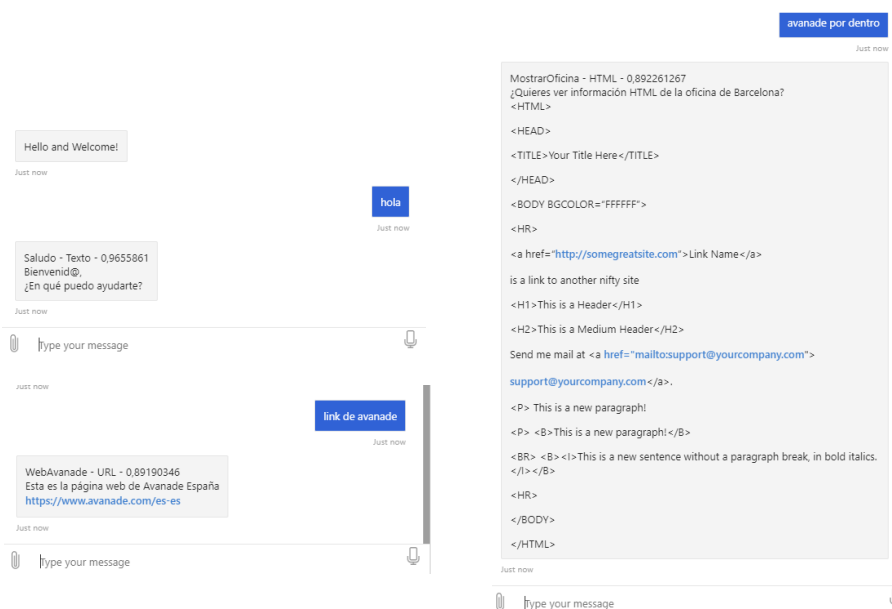 Hello and Welcome!
Just now
hola
Just now
Saludo - Texto - 0,9655861
Bienvenid@,
¿En qué puedo ayudarte?
Just now
Type your message
Just now
link de avanade
Just now
WebAvanade - URL - 0,89190346
Esta es la página web de Avanade España
https://www.avanade.com/es-es
Just now
Type your message
avanade por dentro
Just now
MostrarOficina - HTML - 0,892261267
¿Quieres ver información HTML de la oficina de Barcelona?
<HTML>
<HEAD>
<TITLE>Your Title Here</TITLE>
</HEAD>
<BODY BGCOLOR="FFFFFF">
<HR>
<a href="http://somegreatsite.com">Link Name</a>
is a link to another nifty site
<H1>This is a Header</H1>
<H2>This is a Medium Header</H2>
Send me mail at <a href="mailto:support@yourcompany.com">
support@yourcompany.com</a>.
<P> This is a new paragraph!
<P> <B>This is a new paragraph!</B>
<BR> <B><I>This is a new sentence without a paragraph break, in bold italics.
</I></B>
<HR>
</BODY>
</HTML>
Just now
Type your message